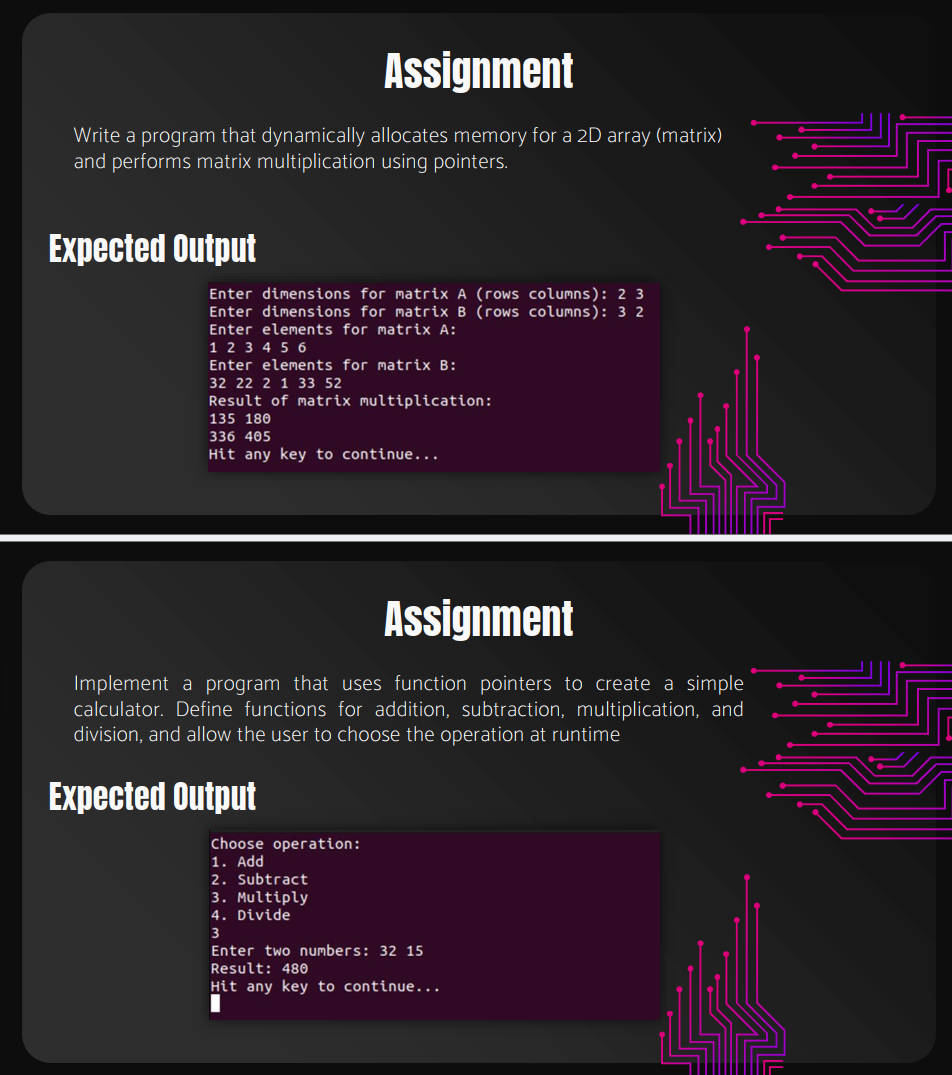 Assignment
Write a program that dynamically allocates memory for a 2D array (matrix)
and performs matrix multiplication using pointers.
Expected Output
Enter dimensions for matrix A (rows columns): 2 3
Enter dimensions for matrix B (rows columns): 3 2
Enter elements for matrix A:
1 2 3 4 5 6
Enter elements for matrix B:
32 22 2 1 33 52
Result of matrix multiplication:
135 180
336 405
Hit any key to continue...
Assignment
Implement a program that uses function pointers to create a simple
calculator. Define functions for addition, subtraction, multiplication, and
division, and allow the user to choose the operation at runtime
Expected Output
Choose operation:
1. Add
2. Subtract
3. Multiply
4. Divide
3
Enter two numbers: 32 15
Result: 480
Hit any key to continue...